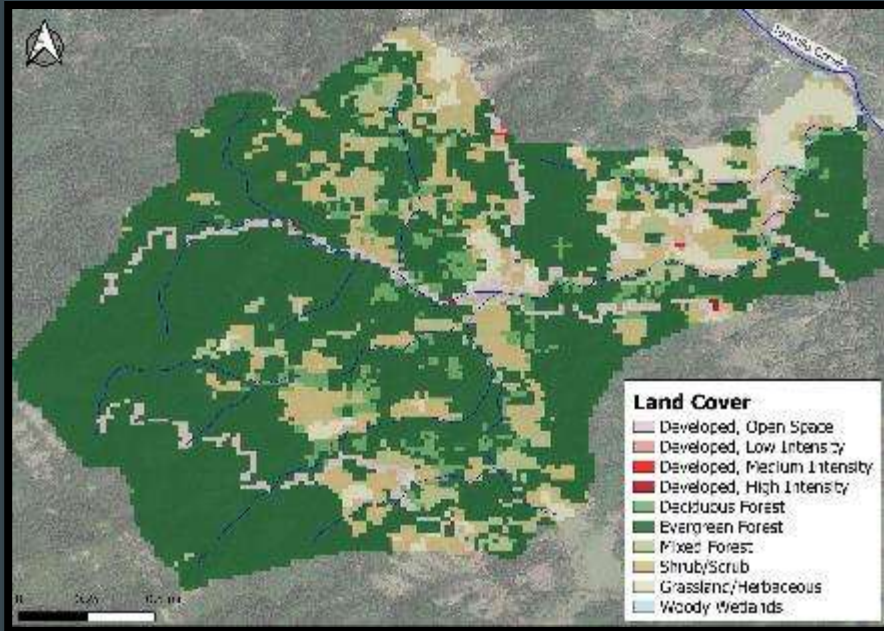 Land Cover
Developed, Open Space
Developed, Low Intensity
Developed, Medium Intensity
Developed, High Intensity
Deciduous Forest
Evergreen Forest
Mixed Forest
Shrub/Scrub
Grassland/Herbaceous
Woody Wetlands
0